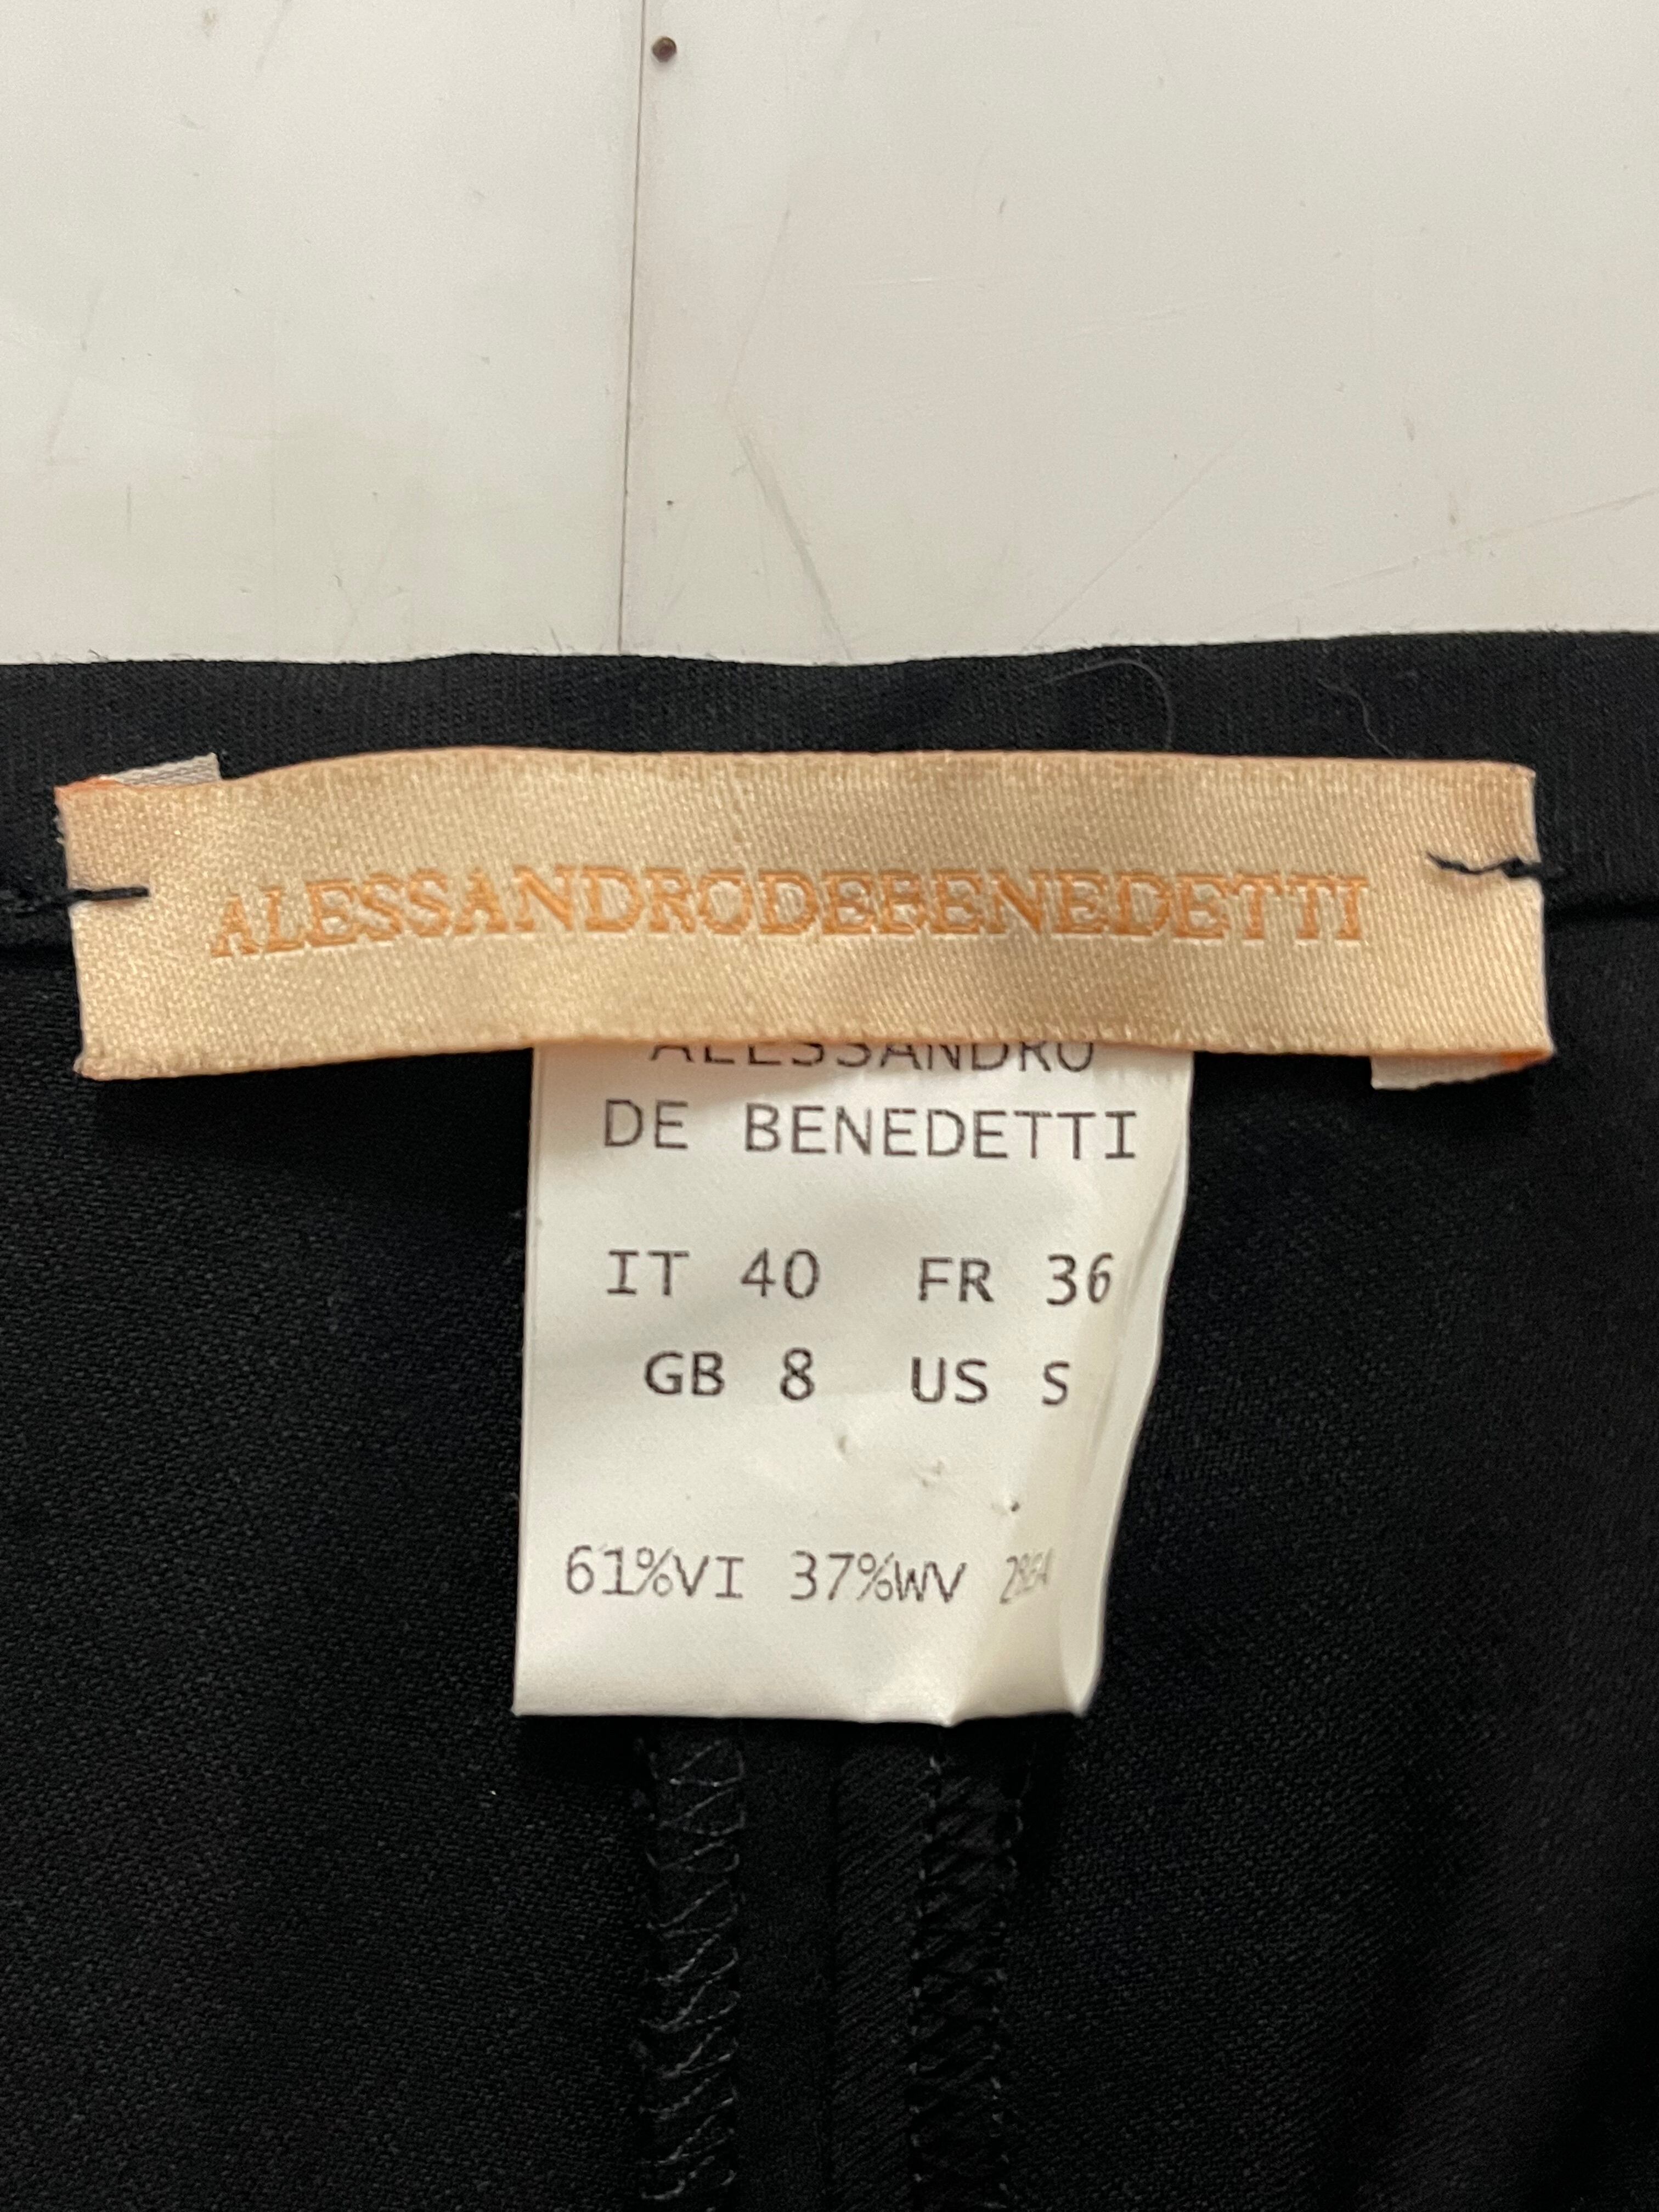 ALESSANDRODEBENEDETTI
ALESSANDRO
DE BENEDETTI
IT 40 FR 36
GB 8 US S
61%VI 37%WV